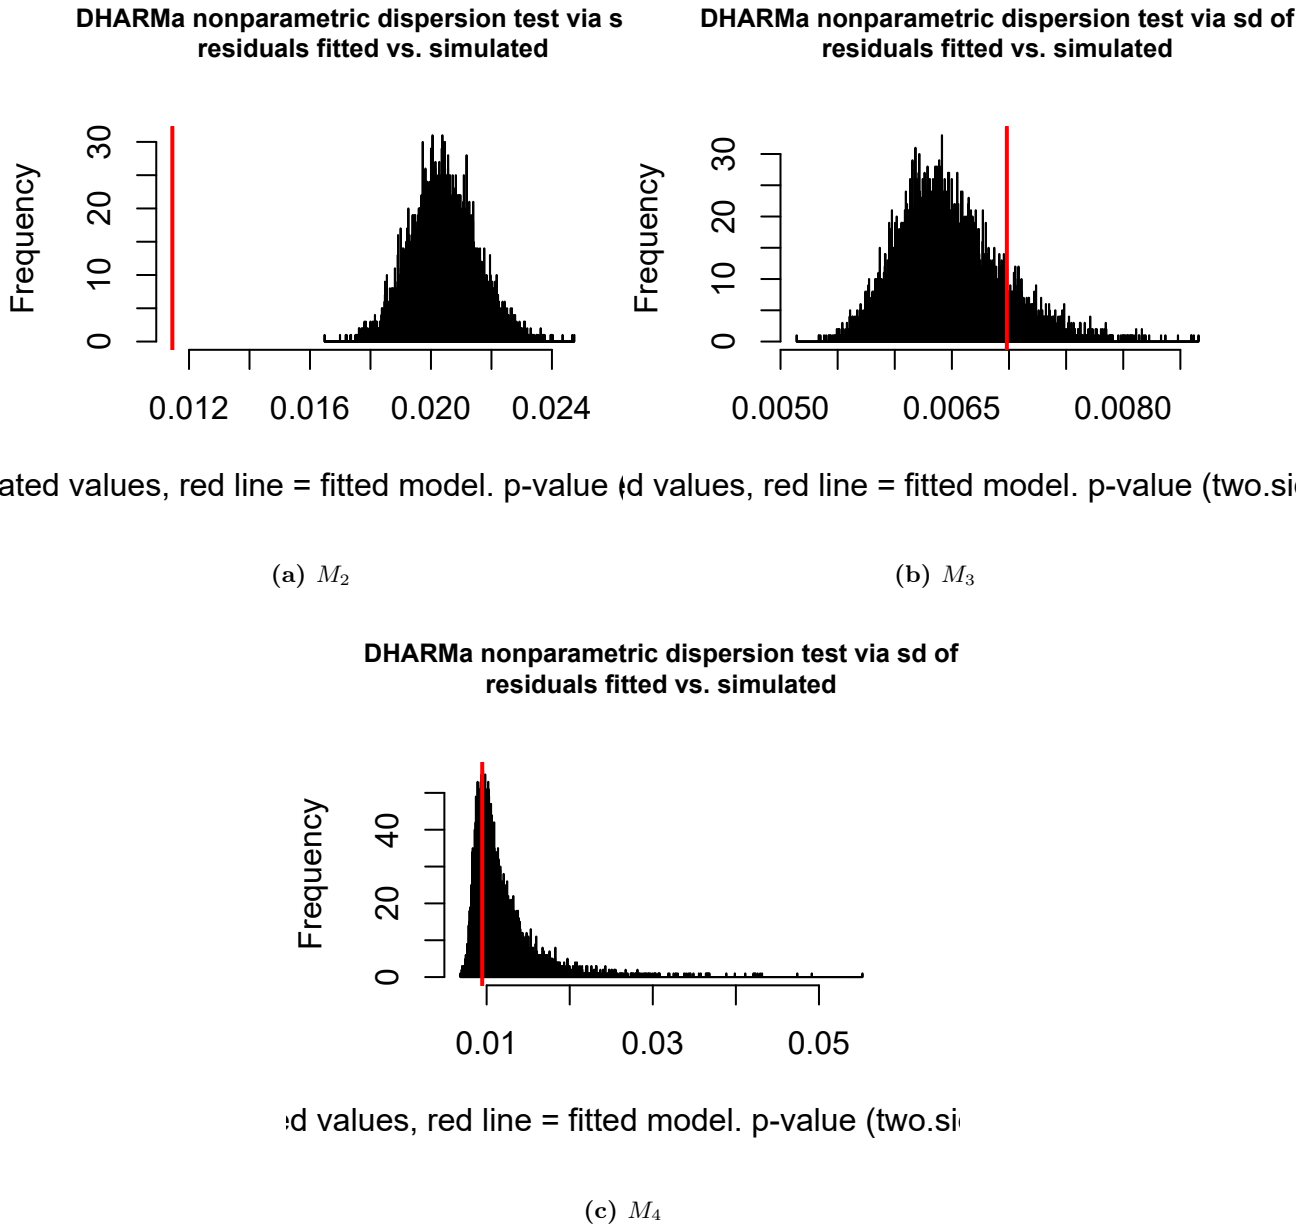 DHARMa nonparametric dispersion test via s
residuals fitted vs. simulated
Frequency
0 10 20 30
0.012 0.016 0.020 0.024
ated values, red line = fitted model. p-value (
(a) M2
DHARMa nonparametric dispersion test via sd of
residuals fitted vs. simulated
Frequency
0 10 20 30
0.0050 0.0065 0.0080
d values, red line = fitted model. p-value (two.si
(b) M3
DHARMa nonparametric dispersion test via sd of
residuals fitted vs. simulated
Frequency
0 20 40
0.01 0.03 0.05
ed values, red line = fitted model. p-value (two.si
(c) M4